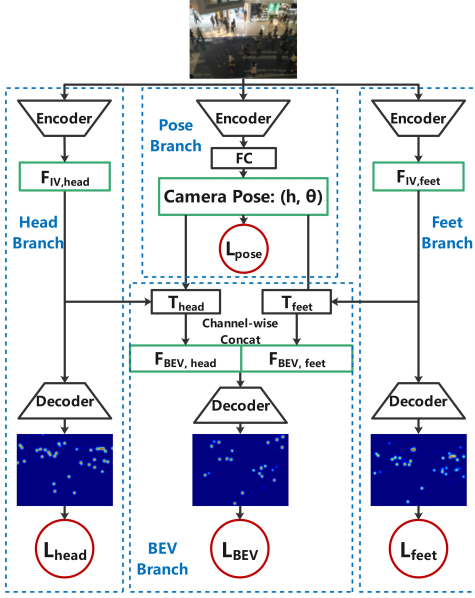 Encoder
Encoder
Encoder
Pose
Branch
FC
F_IV,head
F_IV,feet
Camera Pose: (h, θ)
Head
Branch
Feet
Branch
L_pose
T_head
T_feet
Channel-wise
Concat
F_BEV, head
F_BEV, feet
Decoder
Decoder
Decoder
L_head
L_BEV
L_feet
BEV
Branch